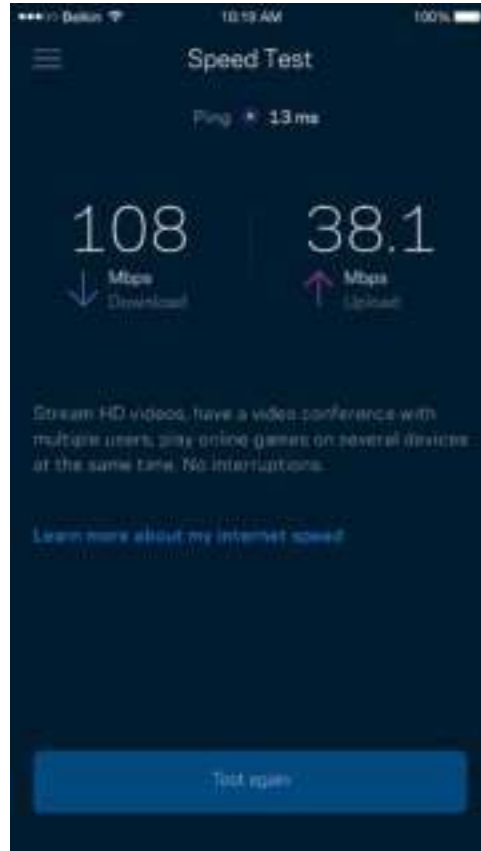 Belkin 10:19 AM 100%
Speed Test
Ping 13 ms
108 38.1
Mbps Mbps
Download Upload
Stream HD videos, have a video conference with
multiple users, play online games on several devices
at the same time. No interruptions.
Learn more about my internet speed
Test again